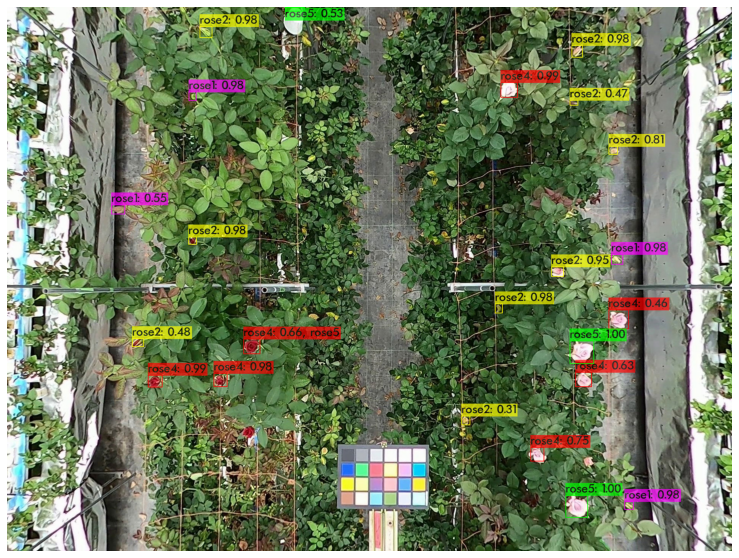 rose2: 0.98
rose5: 0.53
rose2: 0.98
rose4: 0.99
rose1: 0.98
rose2: 0.47
rose2: 0.81
rose1: 0.55
rose2: 0.98
rose1: 0.98
rose2: 0.95
rose2: 0.98
rose4: 0.46
rose4: 0.66, rose5
rose2: 0.48
rose5: 1.00
rose4: 0.99
rose4: 0.98
rose4: 0.63
rose2: 0.31
rose4: 0.75
rose5: 1.00
rose1: 0.98